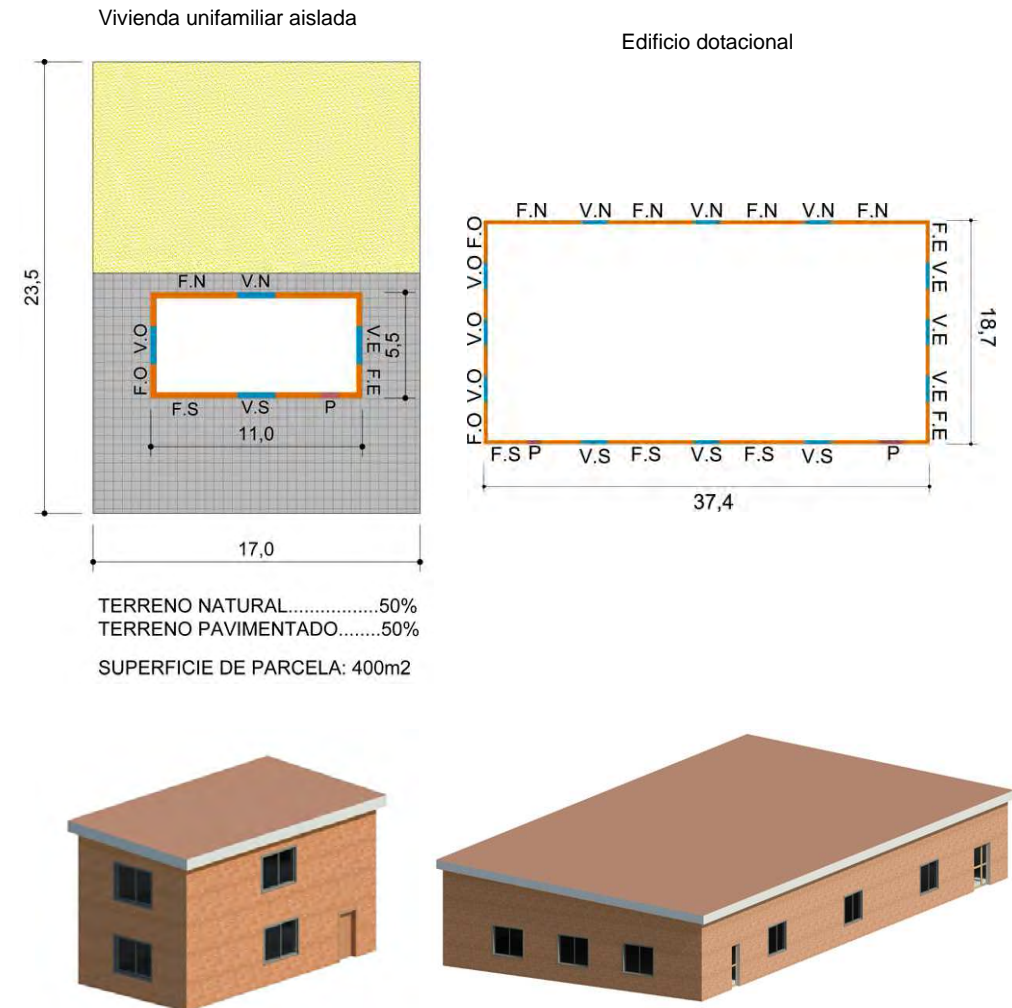 Vivienda unifamiliar aislada
Edificio dotacional
23,5
F.N V.N
F.O V.O
V.E F.E
5,5
F.S V.S P
11,0
17,0
TERRENO NATURAL.................50%
TERRENO PAVIMENTADO........50%
SUPERFICIE DE PARCELA: 400m2
F.N V.N F.N V.N F.N V.N F.N
F.O V.O V.O V.O F.O
F.E V.E V.E V.E F.E
18,7
F.S P V.S F.S V.S F.S V.S P
37,4